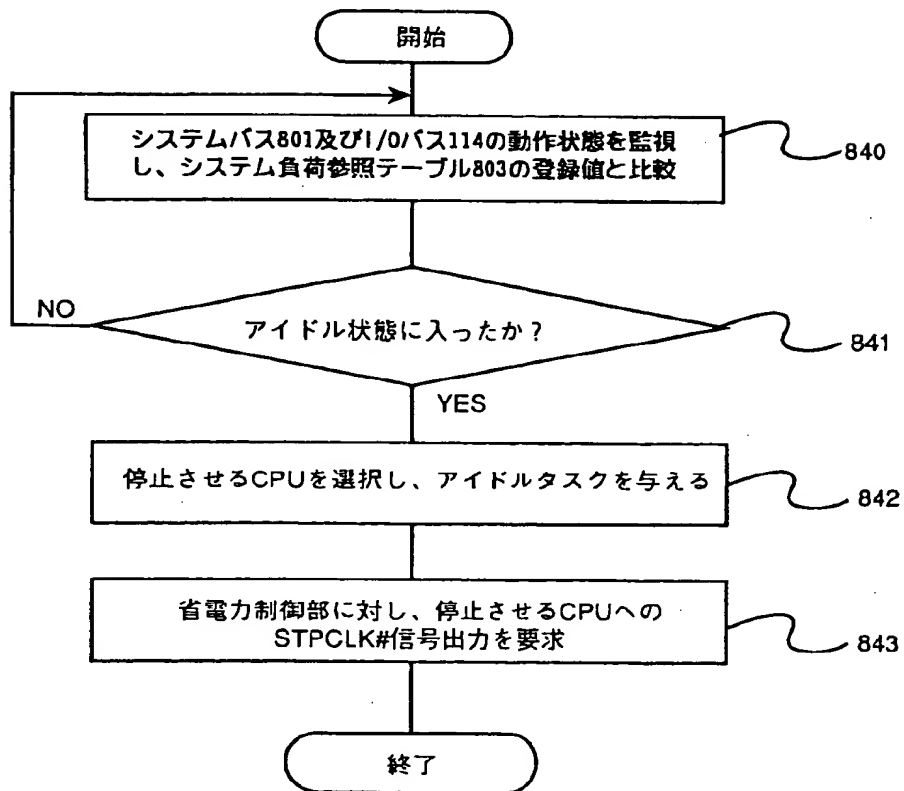 開始
システムバス801及びI/Oバス114の動作状態を監視
し、システム負荷参照テーブル803の登録値と比較
840
NO
アイドル状態に入ったか?
841
YES
停止させるCPUを選択し、アイドルタスクを与える
842
省電力制御部に対し、停止させるCPUへの
STPCLK#信号出力を要求
843
終了